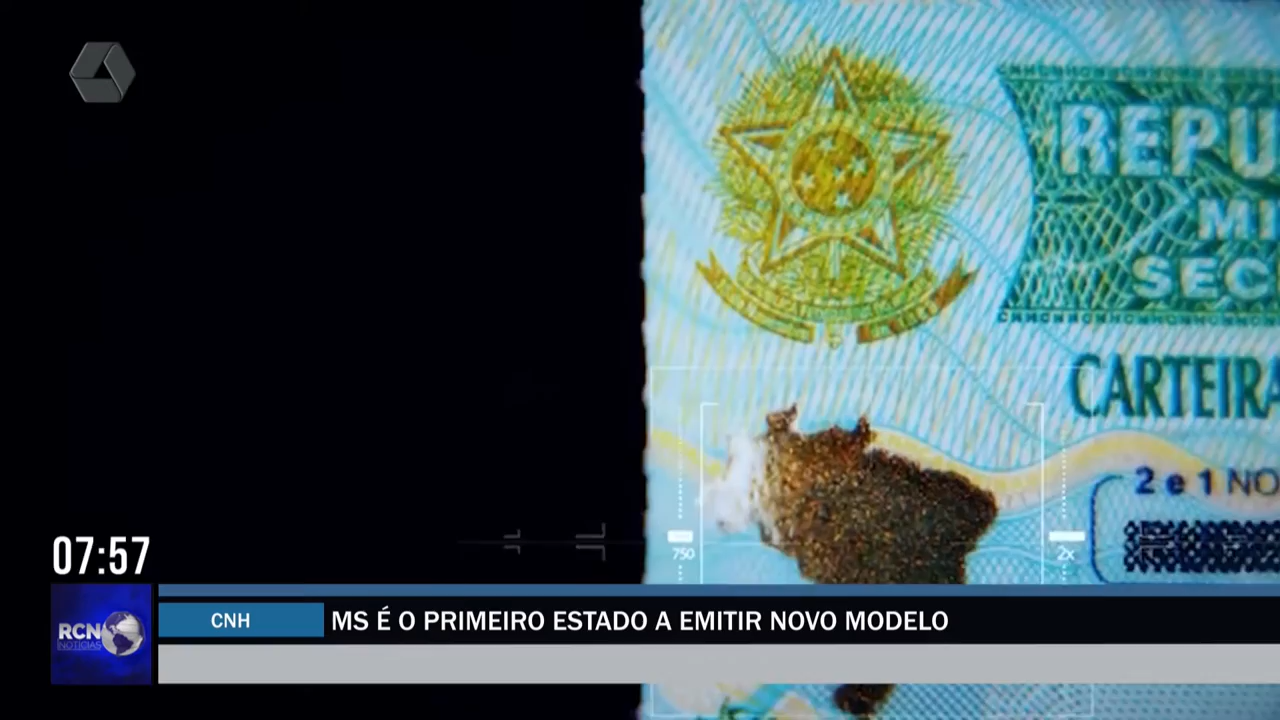 REPU
MI
SEC
CARTEIRA
2 e 1 NO
750
2x
07:57
RCN
NOTÍCIAS
CNH
MS É O PRIMEIRO ESTADO A EMITIR NOVO MODELO